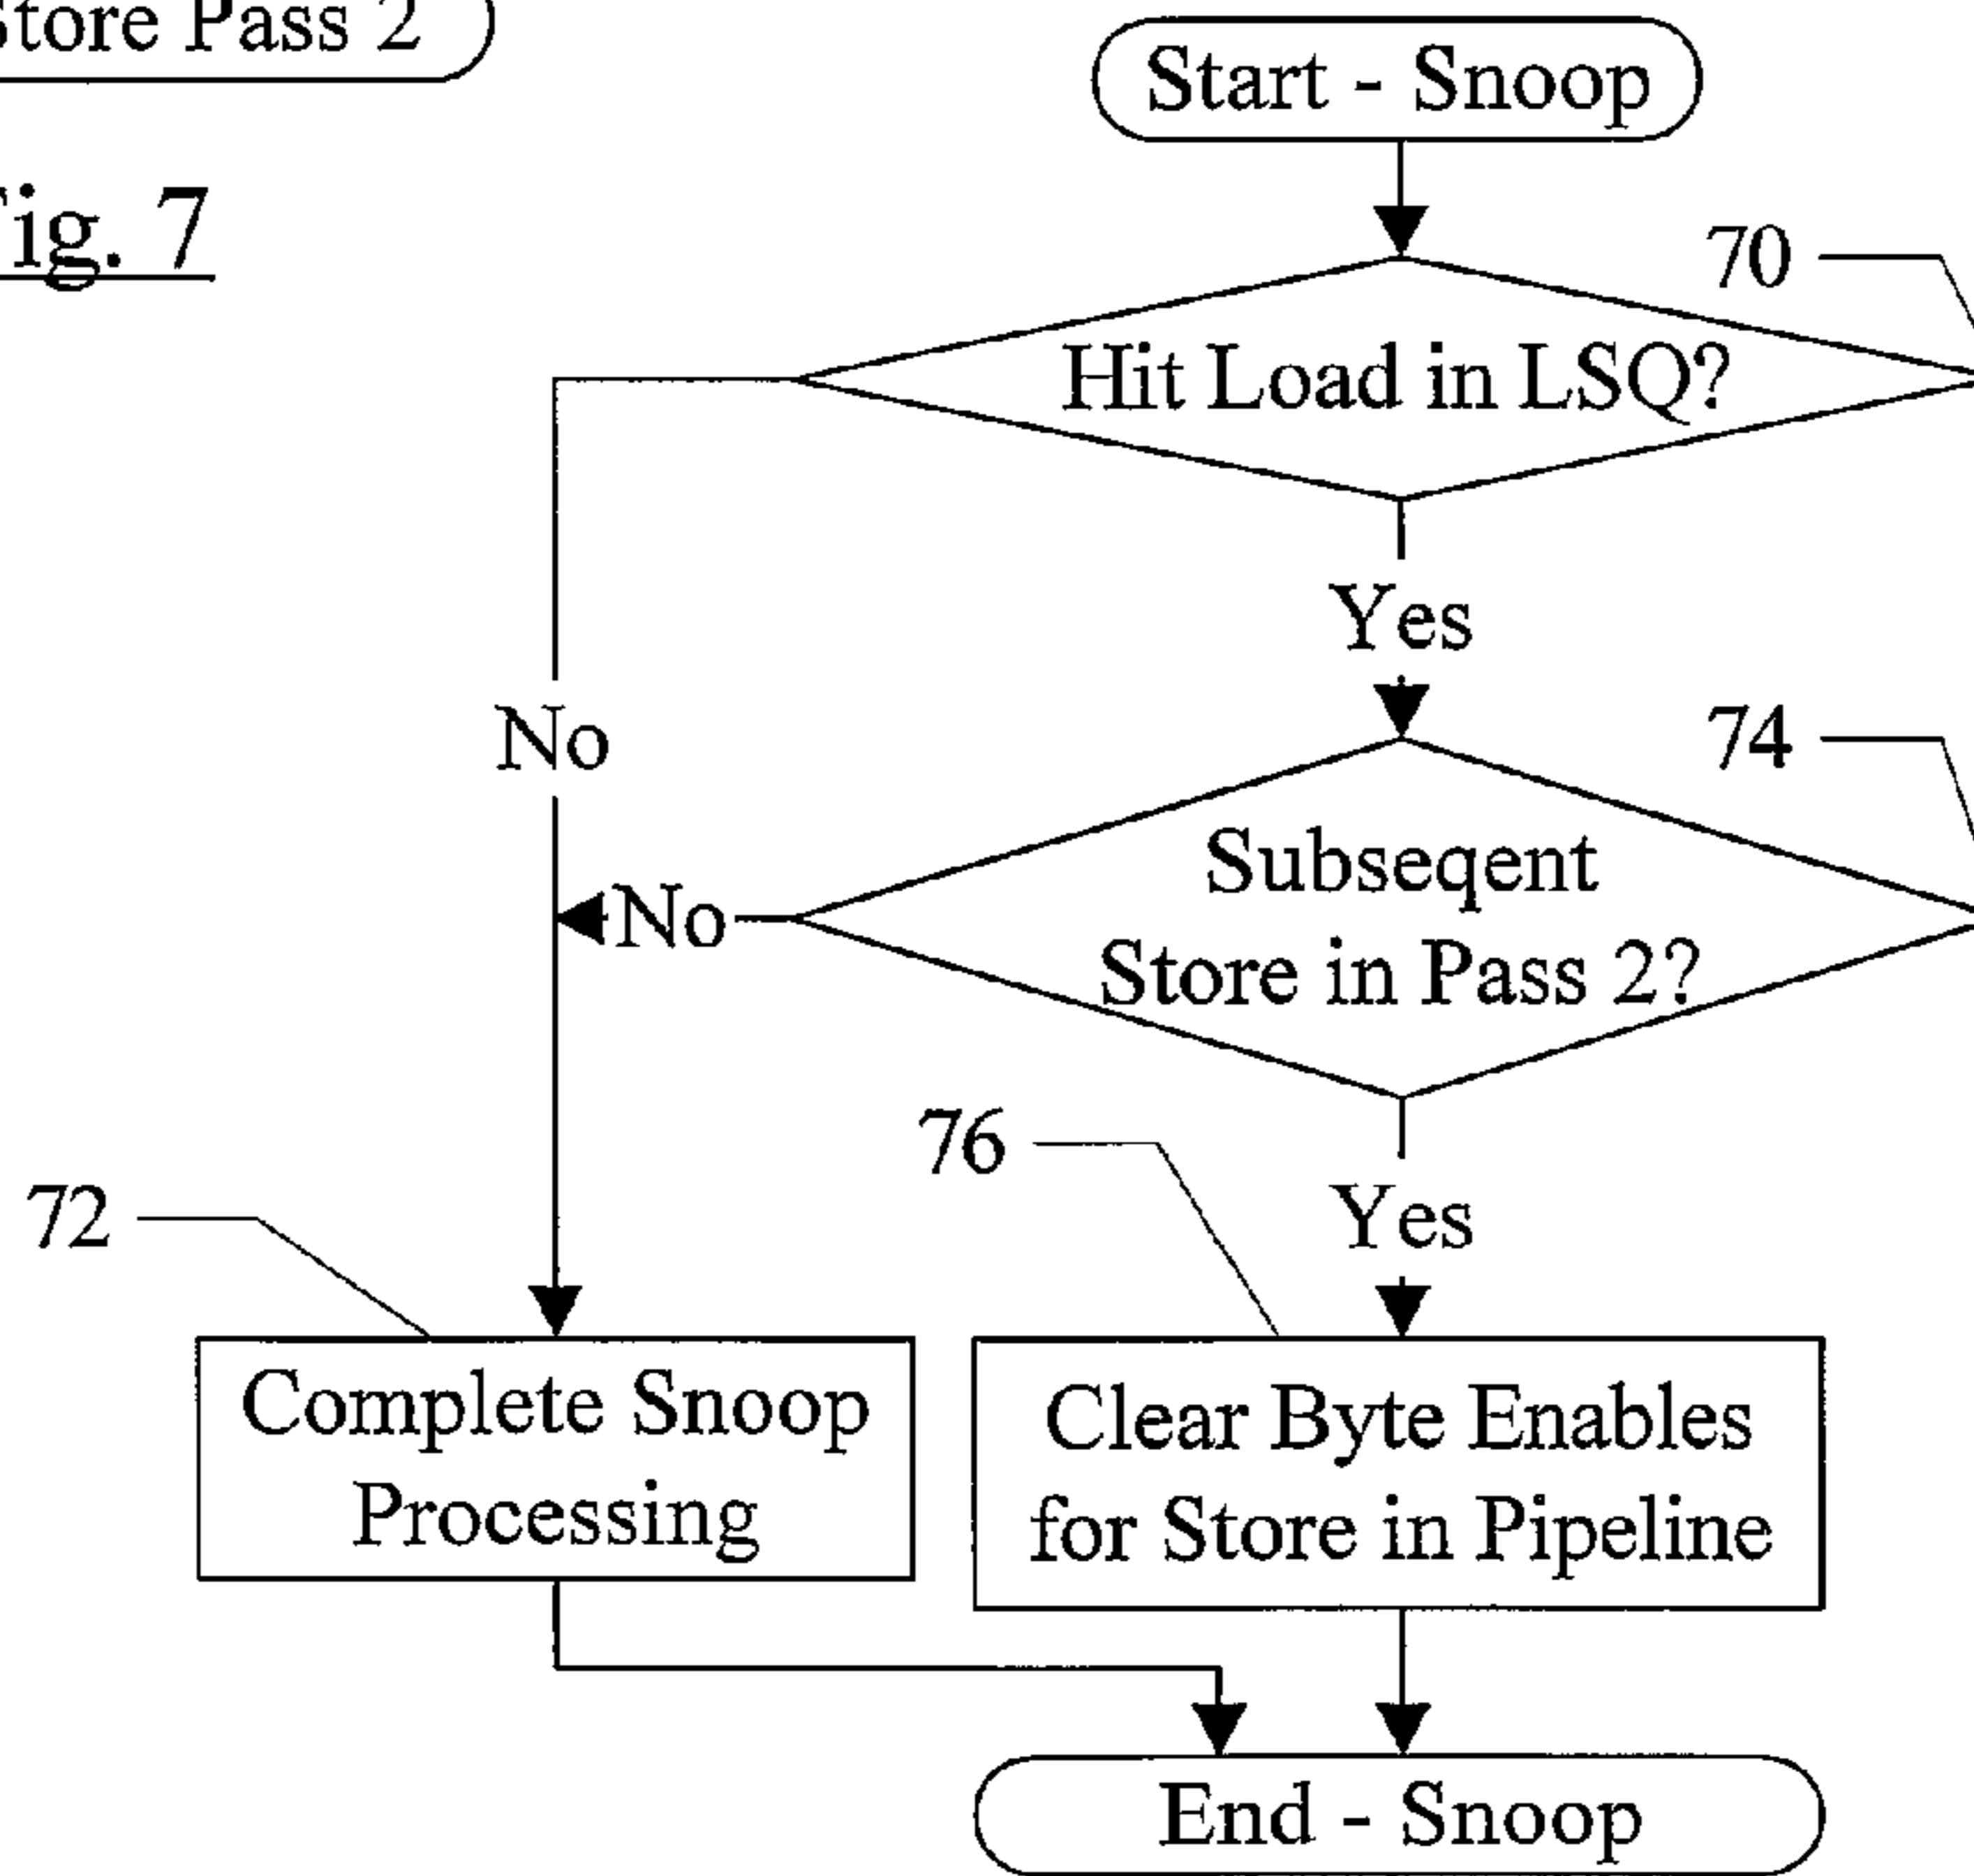 Store Pass 2
Fig. 7
Start - Snoop
70
Hit Load in LSQ?
Yes
No
74
Subseqent
Store in Pass 2?
No
76
Yes
72
Complete Snoop
Processing
Clear Byte Enables
for Store in Pipeline
End - Snoop